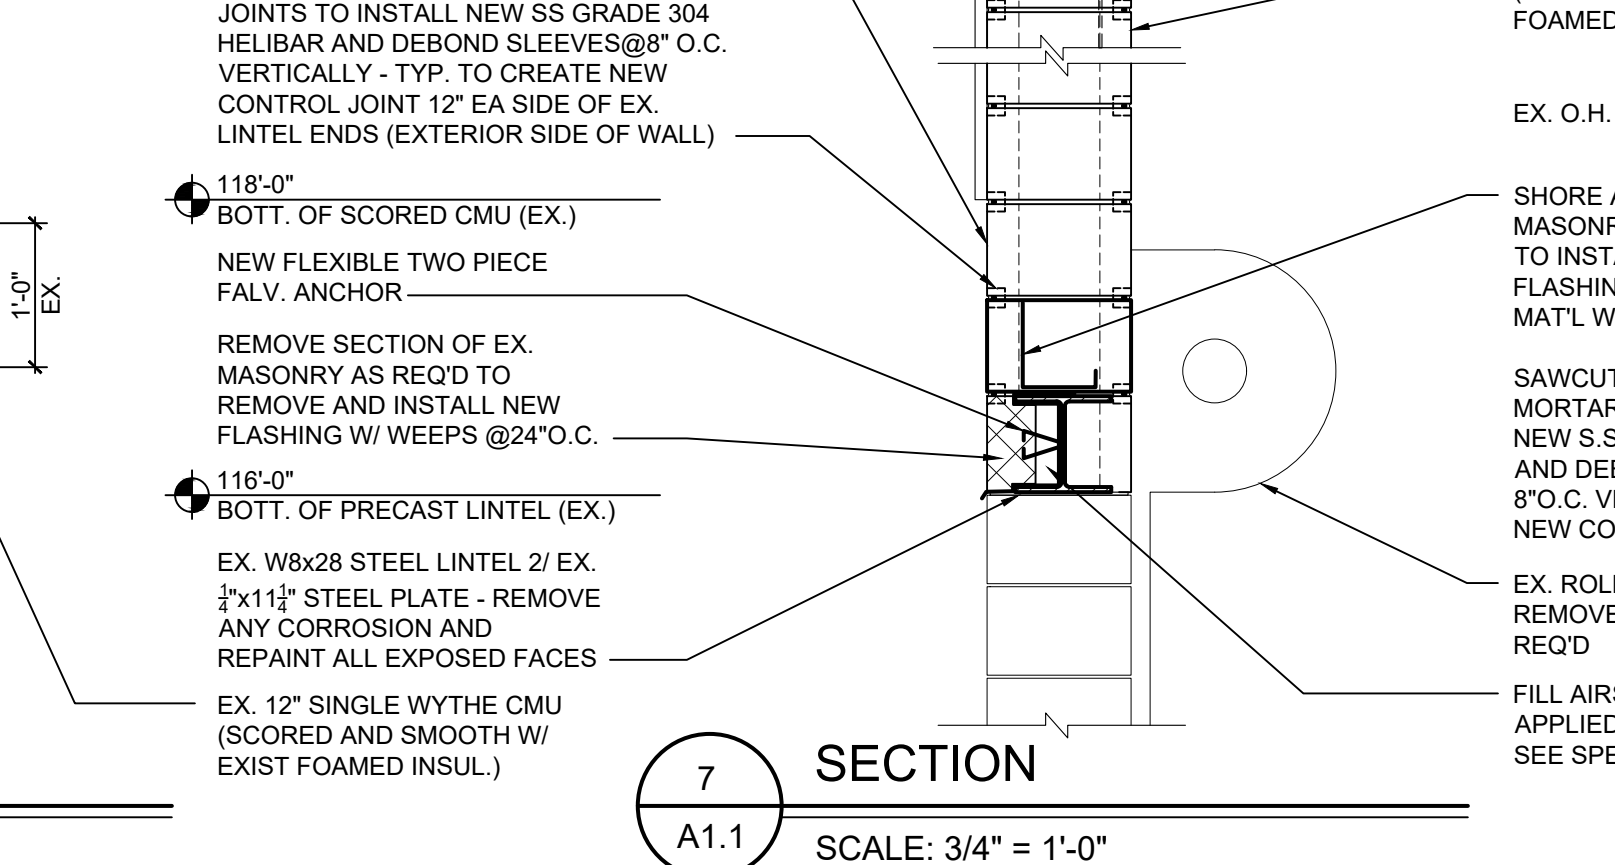 JOINTS TO INSTALL NEW SS GRADE 304
HELIBAR AND DEBOND SLEEVES@8" O.C.
VERTICALLY - TYP. TO CREATE NEW
CONTROL JOINT 12" EA SIDE OF EX.
LINTEL ENDS (EXTERIOR SIDE OF WALL)
118'-0"
BOTT. OF SCORED CMU (EX.)
NEW FLEXIBLE TWO PIECE
FALV. ANCHOR
REMOVE SECTION OF EX.
MASONRY AS REQ'D TO
REMOVE AND INSTALL NEW
FLASHING W/ WEEPS @24"O.C.
116'-0"
BOTT. OF PRECAST LINTEL (EX.)
EX. W8x28 STEEL LINTEL 2/ EX.
1/4"x11 1/4" STEEL PLATE - REMOVE
ANY CORROSION AND
REPAINT ALL EXPOSED FACES
EX. 12" SINGLE WYTHE CMU
(SCORED AND SMOOTH W/
EXIST FOAMED INSUL.)
1'-0"
EX.
FOAMED
EX. O.H.
SHORE
MASONR
TO INST
FLASHIN
MAT'L W
SAWCUT
MORTAR
NEW S.S
AND DE
8"O.C. V
NEW CO
EX. ROL
REMOVE
REQ'D
FILL AIR
APPLIED
SEE SPE
7
A1.1
SECTION
SCALE: 3/4" = 1'-0"